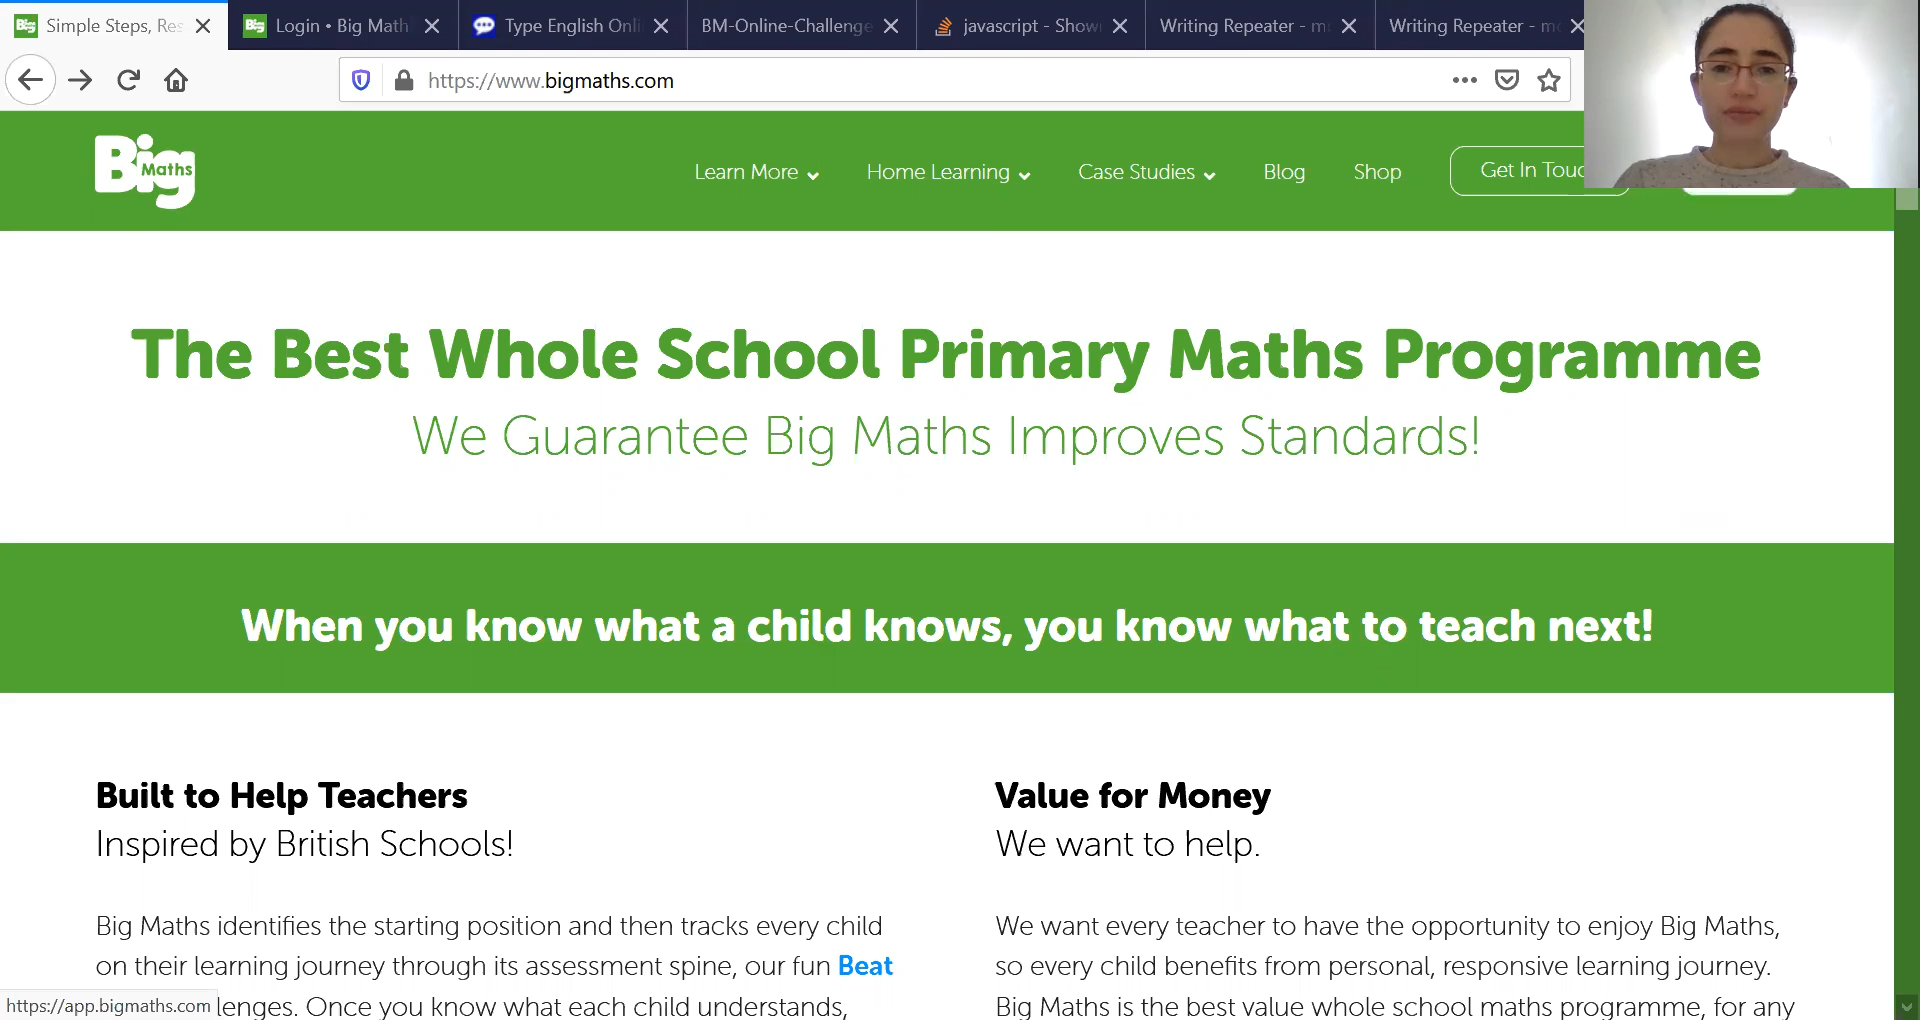 Simple Steps, Res
Login • Big Math
Type English Onli
BM-Online-Challenge
javascript - Show
Writing Repeater - m
Writing Repeater - mo
https://www.bigmaths.com
Big Maths
Learn More
Home Learning
Case Studies
Blog
Shop
Get In Touc
The Best Whole School Primary Maths Programme
We Guarantee Big Maths Improves Standards!
When you know what a child knows, you know what to teach next!
Built to Help Teachers
Inspired by British Schools!
Big Maths identifies the starting position and then tracks every child
on their learning journey through its assessment spine, our fun Beat
lenges. Once you know what each child understands,
Value for Money
We want to help.
We want every teacher to have the opportunity to enjoy Big Maths,
so every child benefits from personal, responsive learning journey.
Big Maths is the best value whole school maths programme, for any
https://app.bigmaths.com